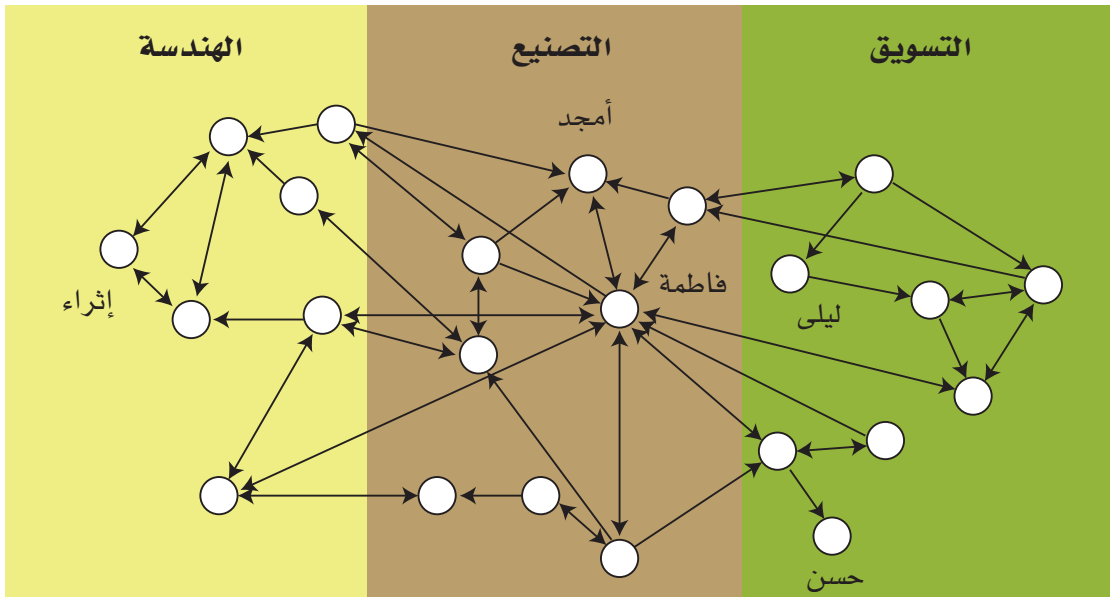 التسويق
التصنيع
الهندسة
أمجد
فاطمة
ليلى
إثراء
حسن